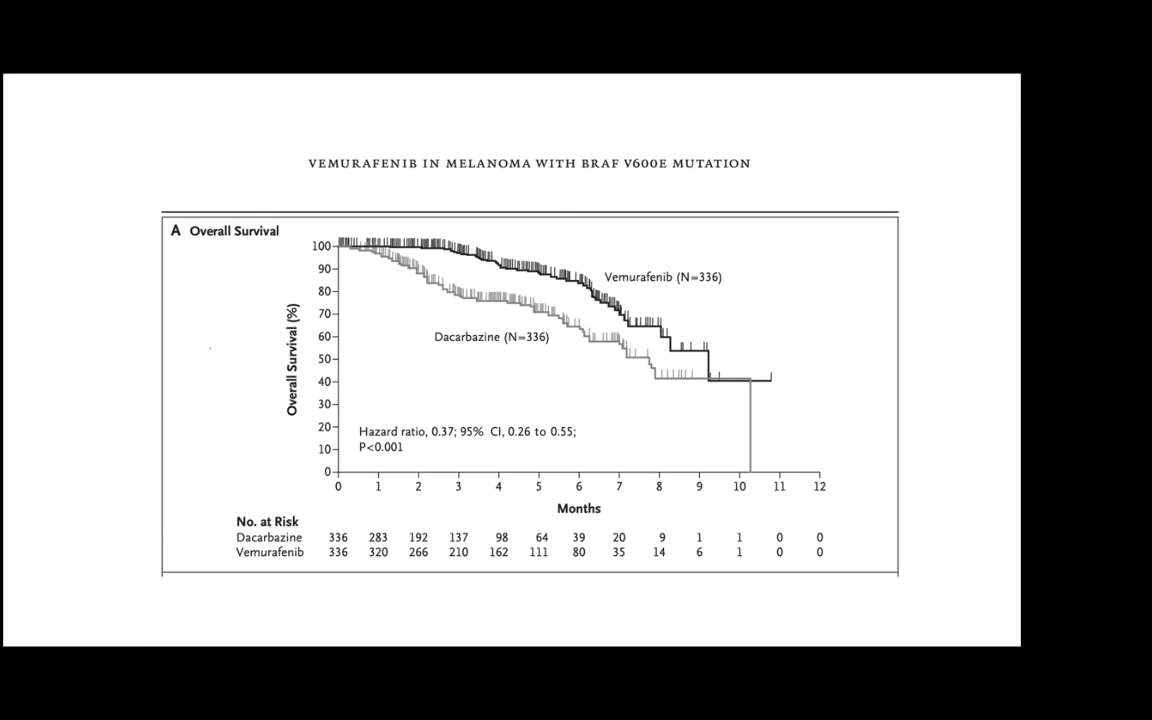 VEMURAFENIB IN MELANOMA WITH BRAF V600E MUTATION
A Overall Survival
Overall Survival (%)
100
90
80
70
60
50
40
30
20
10
0
Vemurafenib (N=336)
Dacarbazine (N=336)
Hazard ratio, 0.37; 95% CI, 0.26 to 0.55;
P<0.001
0 1 2 3 4 5 6 7 8 9 10 11 12
Months
No. at Risk
Dacarbazine 336 283 192 137 98 64 39 20 9 1 1 0 0
Vemurafenib 336 320 266 210 162 111 80 35 14 6 1 0 0